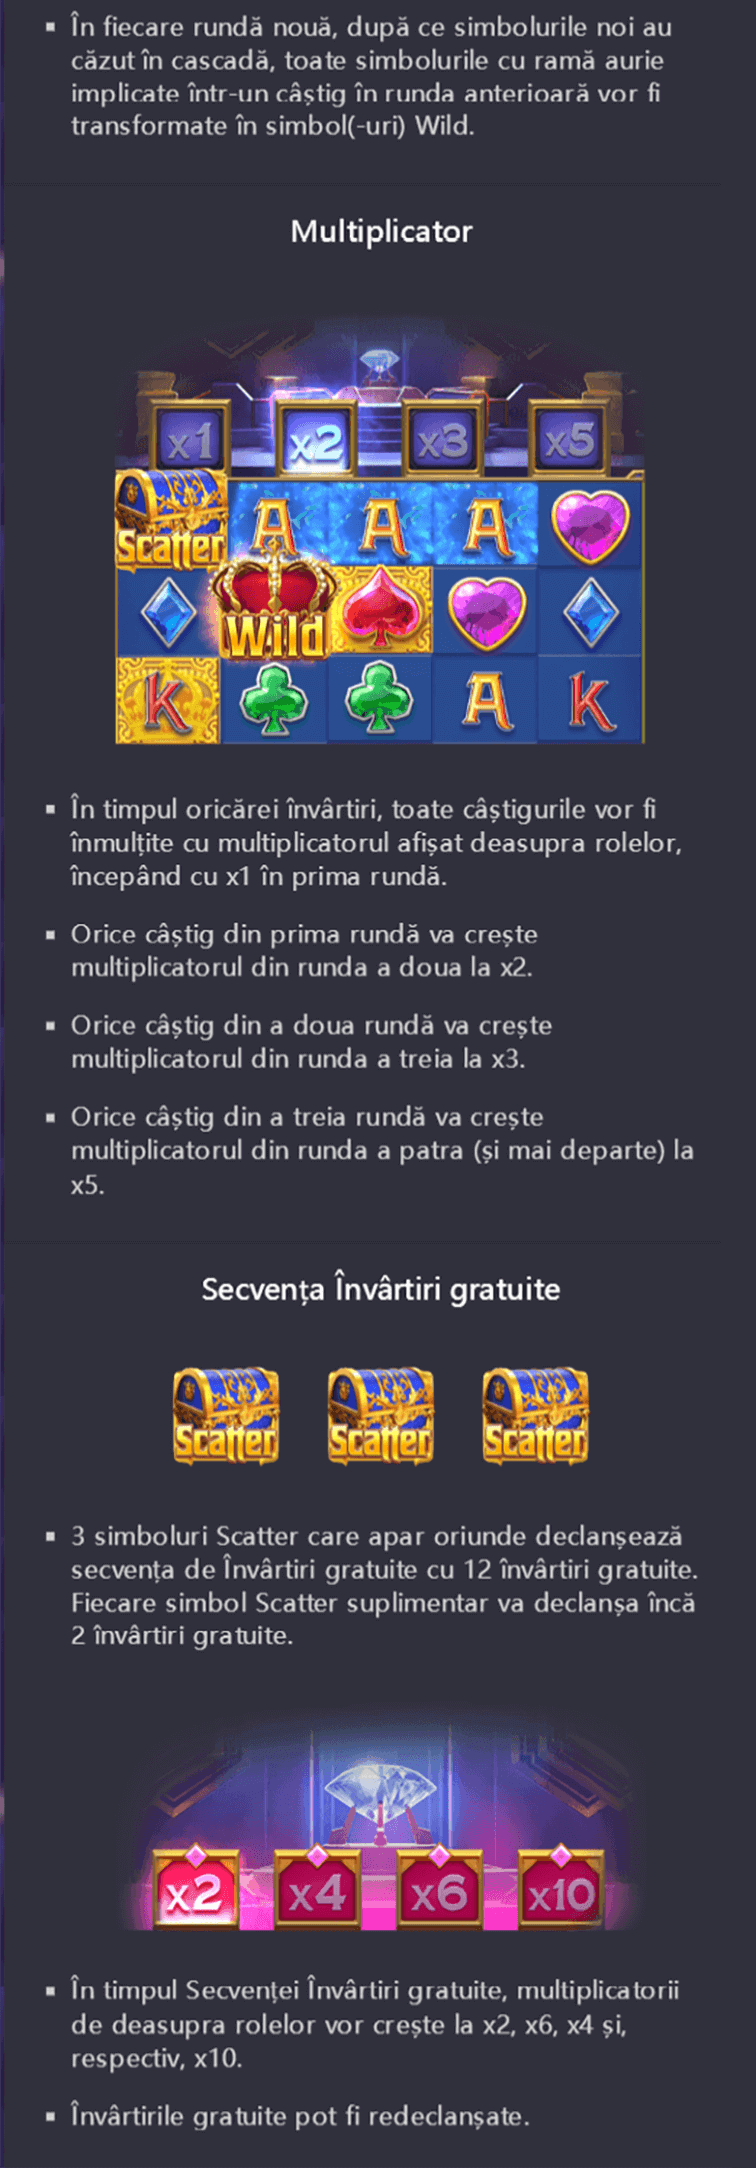 ▪ În fiecare rundă nouă, după ce simbolurile noi au
căzut în cascadă, toate simbolurile cu ramă aurie
implicate într-un câștig în runda anterioară vor fi
transformate în simbol(-uri) Wild.
Multiplicator
x1 x2 x3 x5
Scatter A A A
Wild
K A K
▪ În timpul oricărei învârtiri, toate câștigurile vor fi
înmulțite cu multiplicatorul afișat deasupra rolelor,
începând cu x1 în prima rundă.
▪ Orice câștig din prima rundă va crește
multiplicatorul din runda a doua la x2.
▪ Orice câștig din a doua rundă va crește
multiplicatorul din runda a treia la x3.
▪ Orice câștig din a treia rundă va crește
multiplicatorul din runda a patra (și mai departe) la
x5.
Secvența Învârtiri gratuite
Scatter Scatter Scatter
▪ 3 simboluri Scatter care apar oriunde declanșează
secvența de Învârtiri gratuite cu 12 învârtiri gratuite.
Fiecare simbol Scatter suplimentar va declanșa încă
2 învârtiri gratuite.
x2 x4 x6 x10
▪ În timpul Secvenței Învârtiri gratuite, multiplicatorii
de deasupra rolelor vor crește la x2, x6, x4 și,
respectiv, x10.
▪ Învârtirile gratuite pot fi redeclanșate.